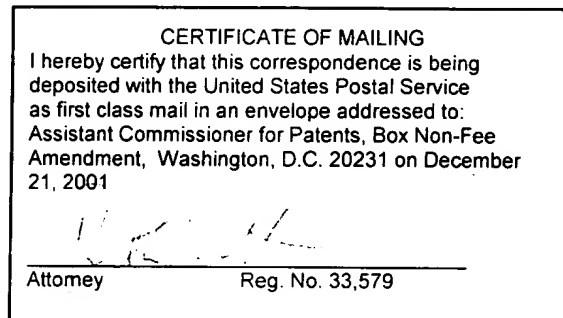 CERTIFICATE OF MAILING
I hereby certify that this correspondence is being
deposited with the United States Postal Service
as first class mail in an envelope addressed to:
Assistant Commissioner for Patents, Box Non-Fee
Amendment, Washington, D.C. 20231 on December
21, 2001
Attorney Reg. No. 33,579